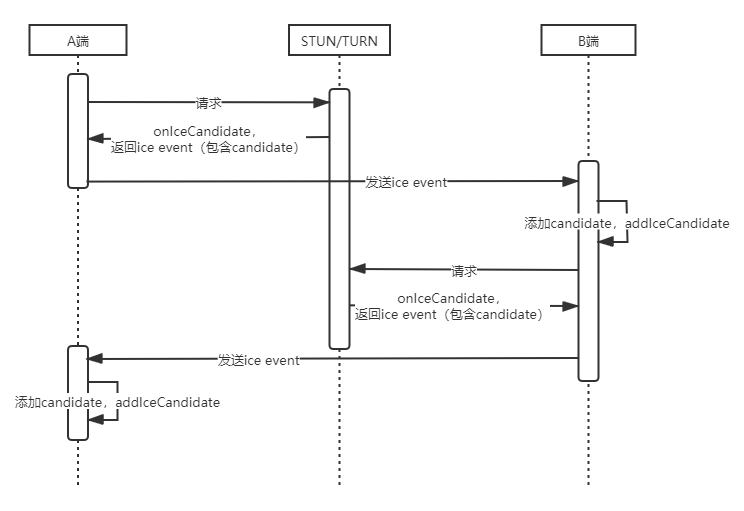 A端
STUN/TURN
B端
请求
onIceCandidate，
返回ice event（包含candidate）
发送ice event
添加candidate，addIceCandidate
请求
onIceCandidate，
返回ice event（包含candidate）
发送ice event
添加candidate，addIceCandidate